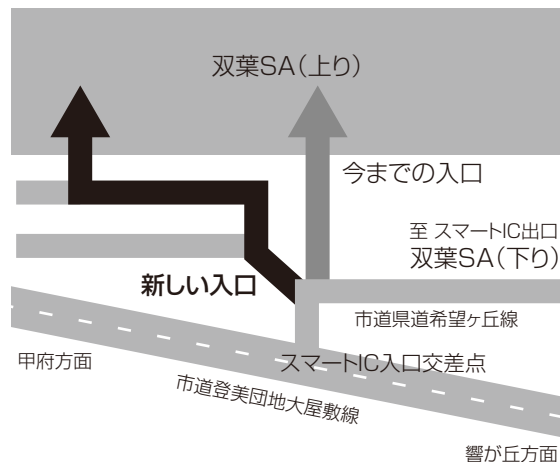 双葉SA（上り）
今までの入口
至 スマートIC出口
双葉SA（下り）
新しい入口
市道県道希望ヶ丘線
甲府方面
スマートIC入口交差点
市道登美団地大屋敷線
響が丘方面